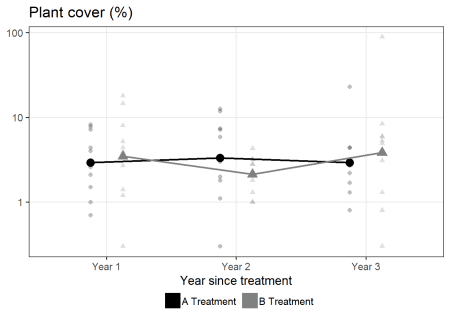 Plant cover (%)
100
10
1
Year 1 Year 2 Year 3
Year since treatment
A Treatment B Treatment